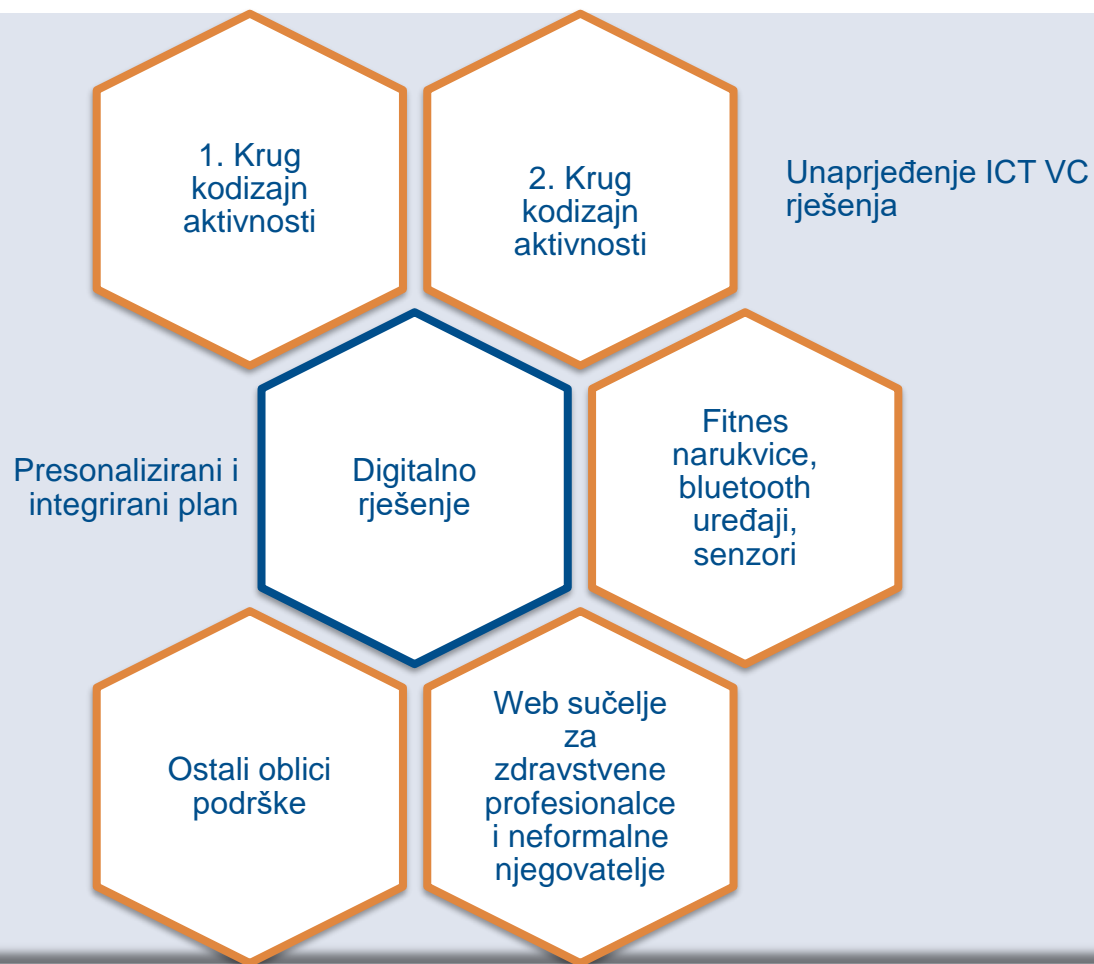 1. Krug
kodizajn
aktivnosti
2. Krug
kodizajn
aktivnosti
Unaprjeđenje ICT VC
rješenja
Presonalizirani i
integrirani plan
Digitalno
rješenje
Fitnes
narukvice,
bluetooth
uređaji,
senzori
Ostali oblici
podrške
Web sučelje
za
zdravstvene
profesionalce
i neformalne
njegovatelje